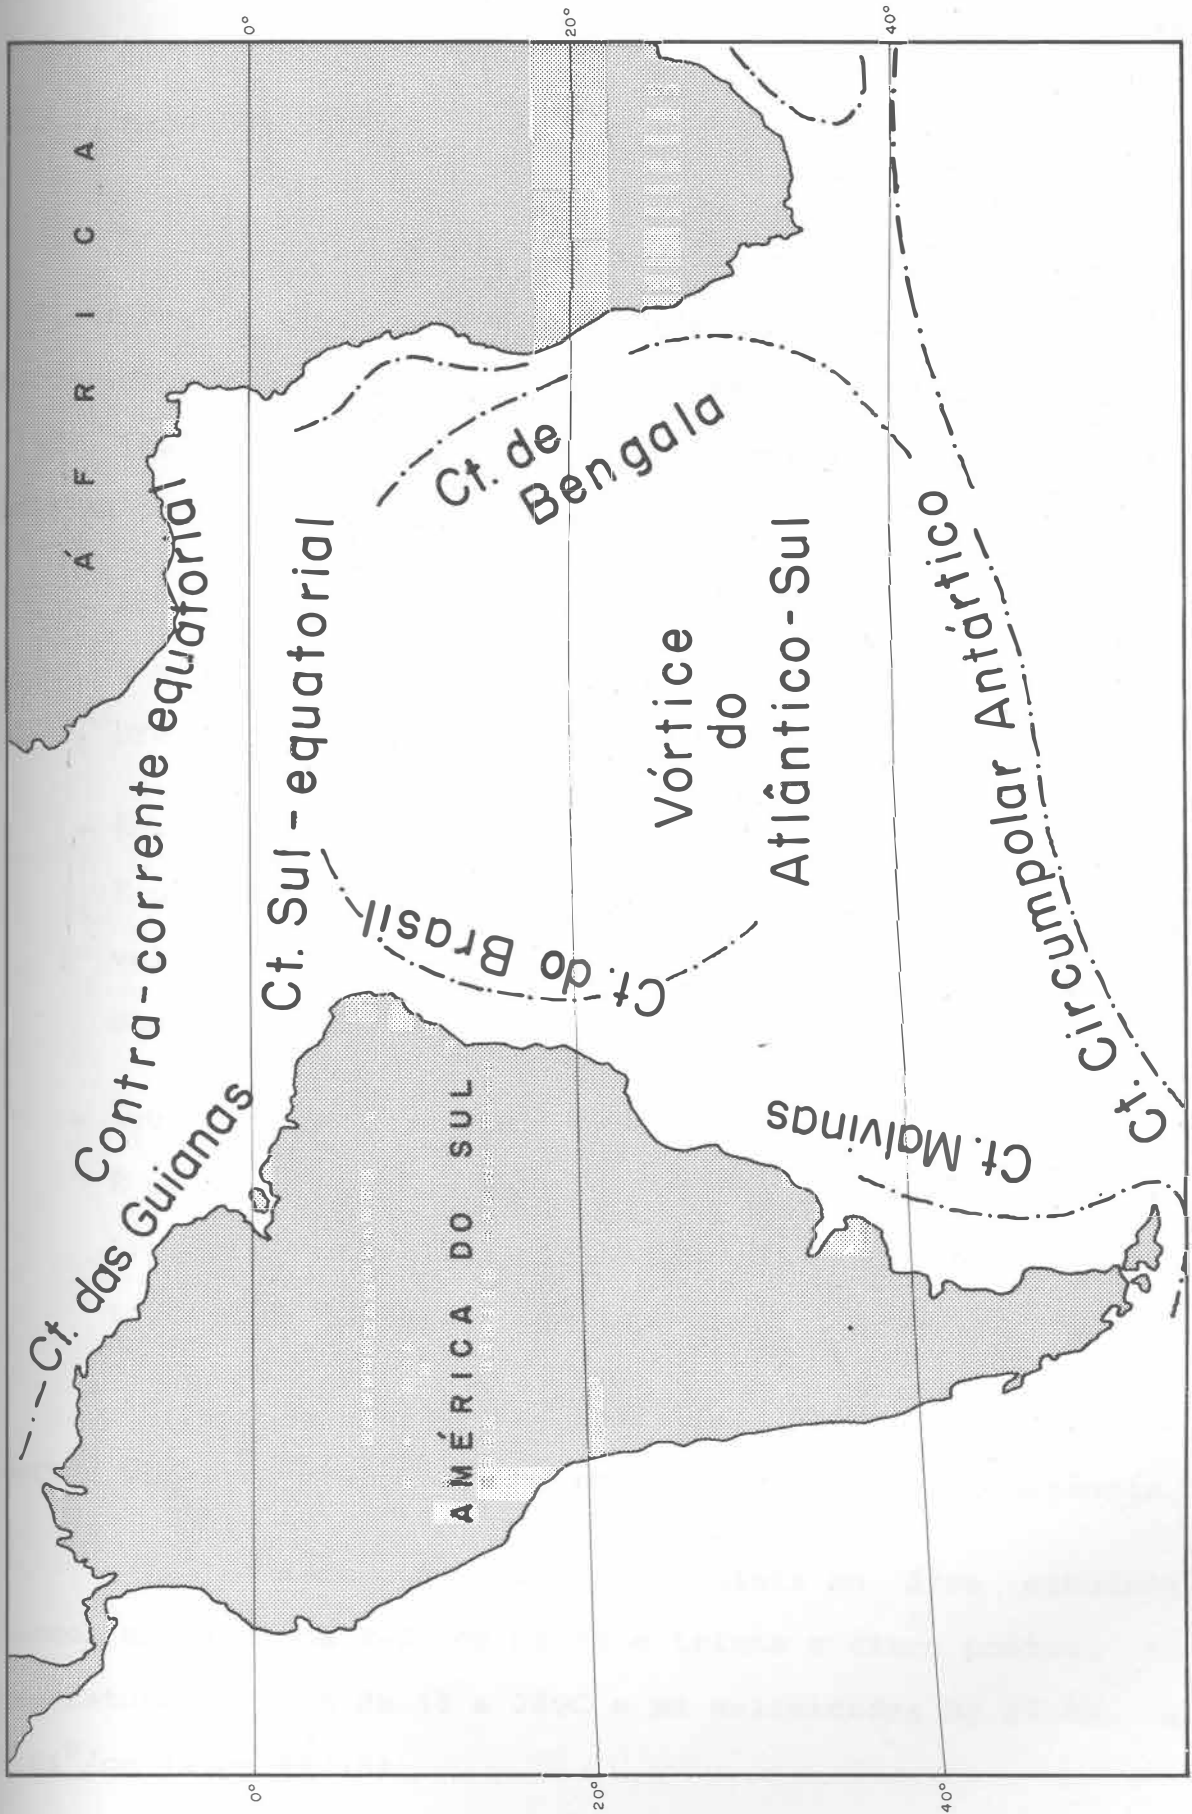 ÁFRICA
Contra-corrente equatorial
Ct. das Guianas
Ct. Sul-equatorial
Ct. do Brasil
Ct. de
Bengala
AMÉRICA DO SUL
Vórtice
do
Atlântico-Sul
Ct. Malvinas
Ct. Circumpolar Antártico
0°
20°
40°
0°
20°
40°